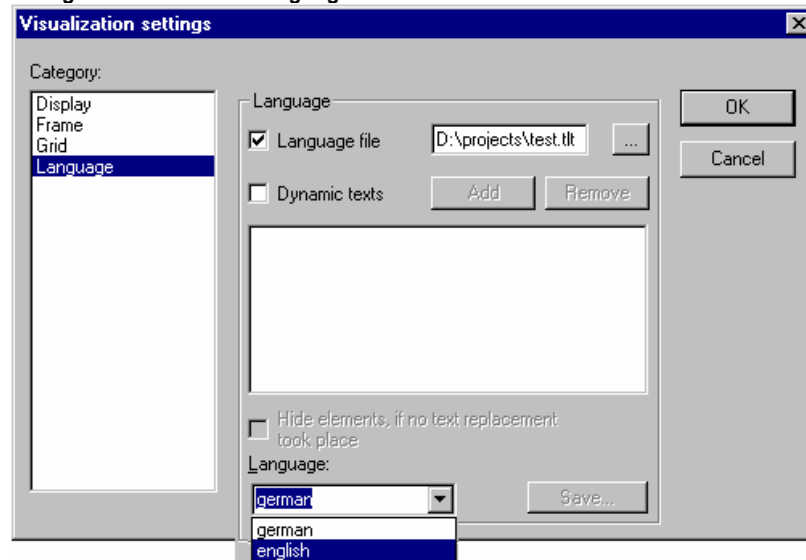 Visualization settings
Category:
Display
Frame
Grid
Language
Language
Language file
D:\projects\test.tlt
...
Dynamic texts
Add
Remove
Hide elements, if no text replacement
took place
Language:
german
Save...
german
english
OK
Cancel